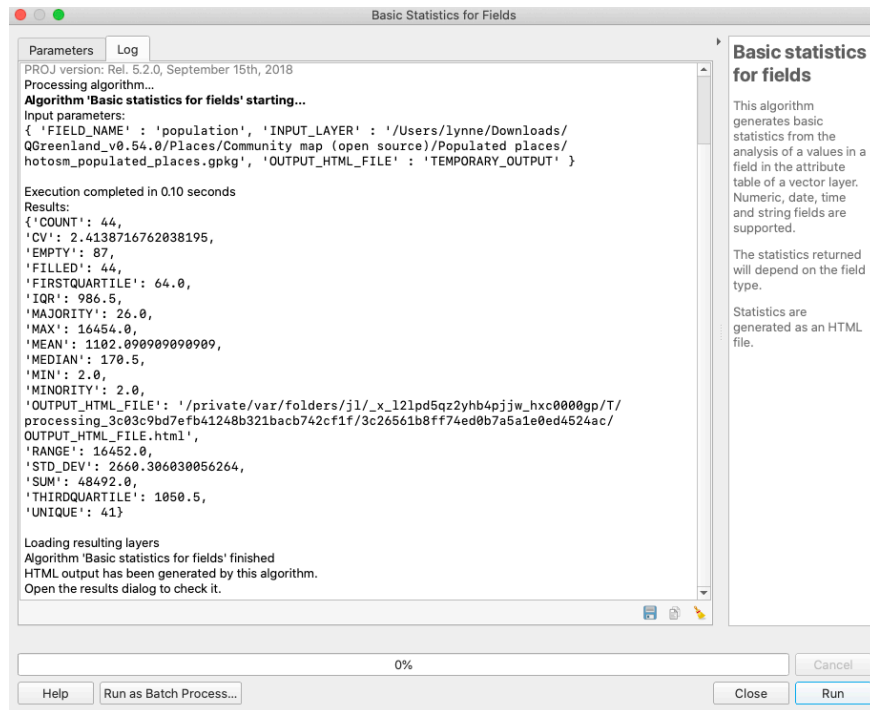 Basic Statistics for Fields
Parameters
Log
PROJ version: Rel. 5.2.0, September 15th, 2018
Processing algorithm...
Algorithm 'Basic statistics for fields' starting...
Input parameters:
{ 'FIELD_NAME' : 'population', 'INPUT_LAYER' : '/Users/lynne/Downloads/
QGreenland_v0.54.0/Places/Community map (open source)/Populated places/
hotosm_populated_places.gpkg', 'OUTPUT_HTML_FILE' : 'TEMPORARY_OUTPUT' }
Execution completed in 0.10 seconds
Results:
{'COUNT': 44,
'CV': 2.4138716762038195,
'EMPTY': 87,
'FILLED': 44,
'FIRSTQUARTILE': 64.0,
'IQR': 986.5,
'MAJORITY': 26.0,
'MAX': 16454.0,
'MEAN': 1102.090909090909,
'MEDIAN': 170.5,
'MIN': 2.0,
'MINORITY': 2.0,
'OUTPUT_HTML_FILE': '/private/var/folders/jl/_x_l2lpd5qz2yhb4pjjw_hxc0000gp/T/
processing_3c03c9bd7efb41248b321bacb742cf1f/3c26561b8ff74ed0b7a5a1e0ed4524ac/
OUTPUT_HTML_FILE.html',
'RANGE': 16452.0,
'STD_DEV': 2660.306030056264,
'SUM': 48492.0,
'THIRDQUARTILE': 1050.5,
'UNIQUE': 41}
Loading resulting layers
Algorithm 'Basic statistics for fields' finished
HTML output has been generated by this algorithm.
Open the results dialog to check it.
Basic statistics
for fields
This algorithm
generates basic
statistics from the
analysis of a values in a
field in the attribute
table of a vector layer.
Numeric, date, time
and string fields are
supported.
The statistics returned
will depend on the field
type.
Statistics are
generated as an HTML
file.
0%
Cancel
Help
Run as Batch Process...
Close
Run